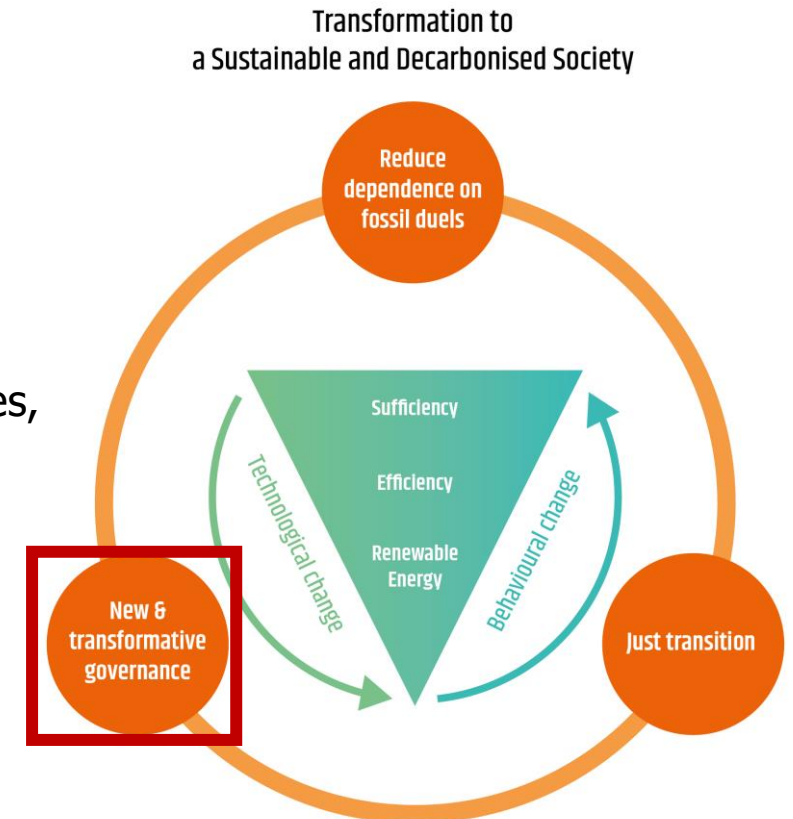 Transformation to
a Sustainable and Decarbonised Society
Reduce
dependence on
fossil duels
es,
Sufficiency
Efficiency
Renewable
Energy
Technological change
Behavioural change
New &
transformative
governance
Just transition